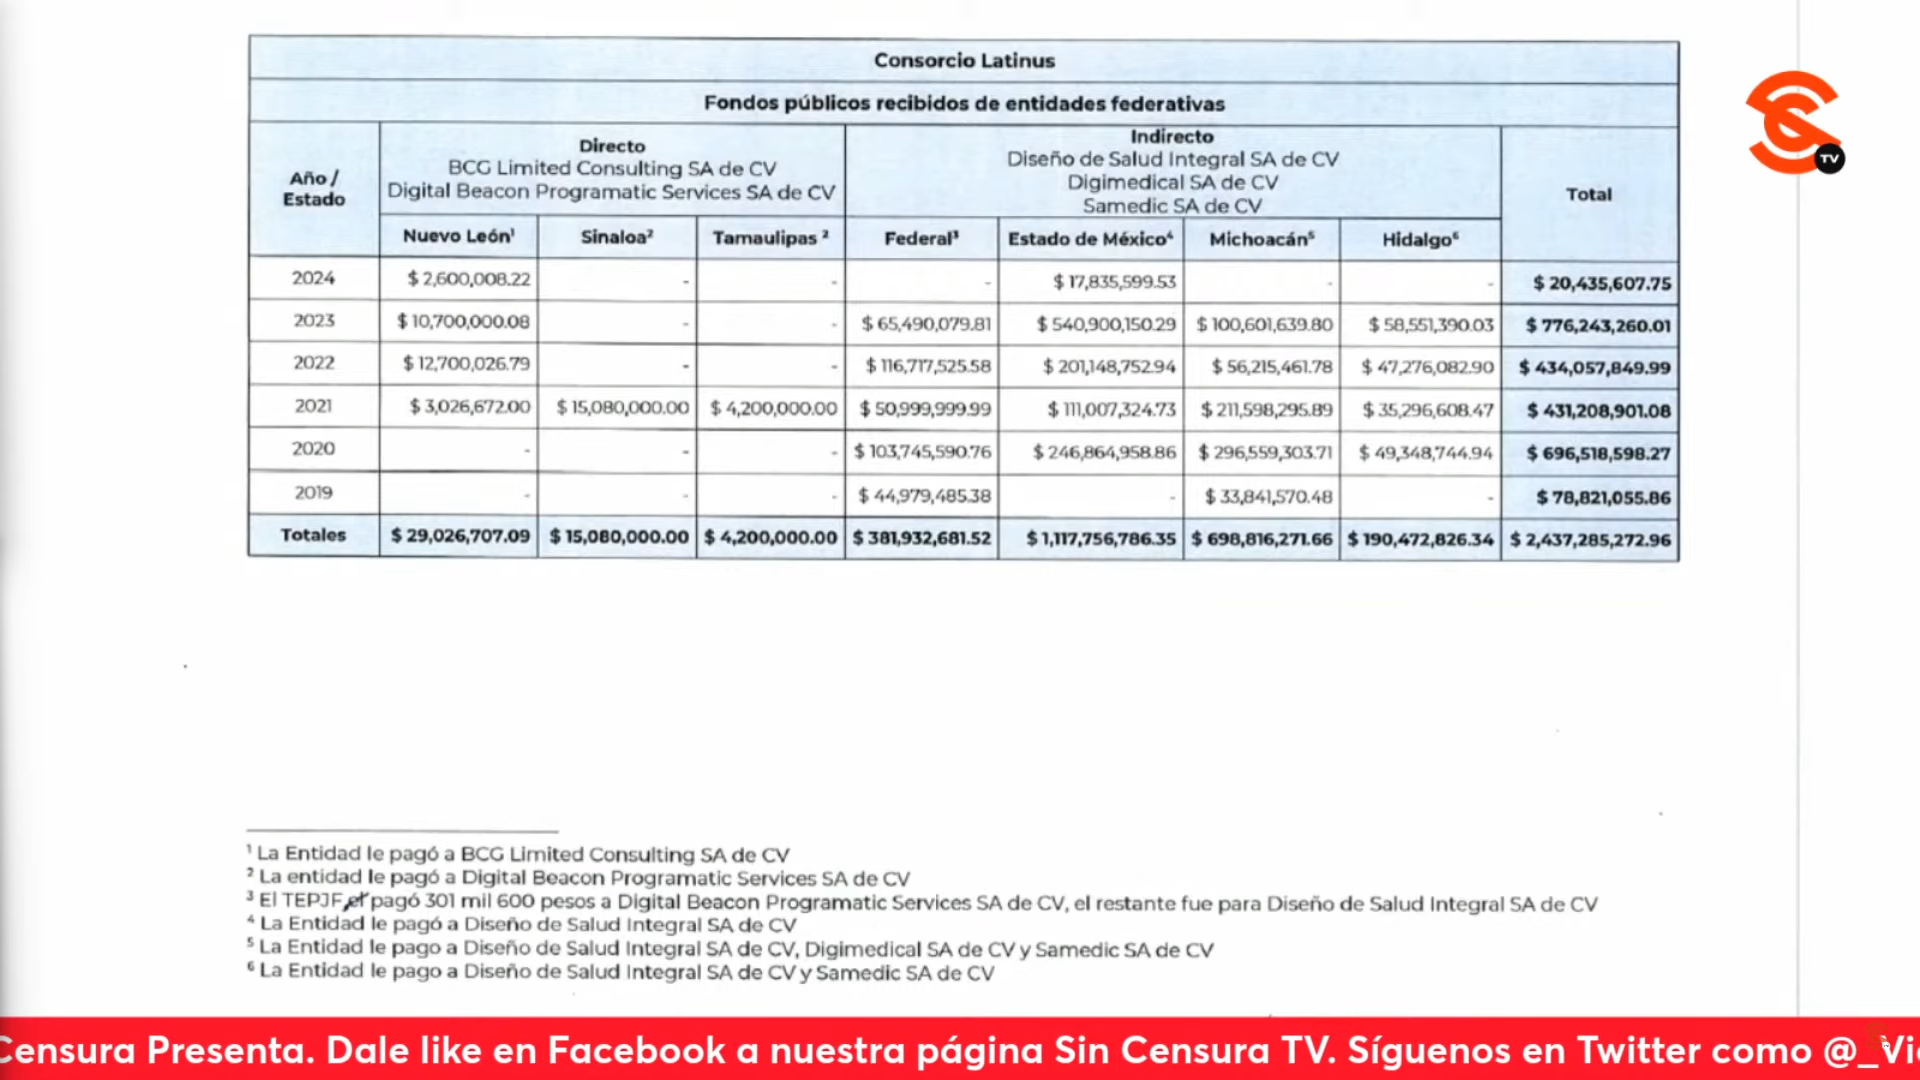 Consorcio Latinus
Fondos públicos recibidos de entidades federativas
Año / Estado
Directo
BCG Limited Consulting SA de CV
Digital Beacon Programatic Services SA de CV
Indirecto
Diseño de Salud Integral SA de CV
Digimedical SA de CV
Samedic SA de CV
Total
Nuevo León¹ Sinaloa² Tamaulipas ² Federal³ Estado de México⁴ Michoacán⁵ Hidalgo⁶
2024 $ 2,600,008.22 - - - $ 17,835,599.53 - - $ 20,435,607.75
2023 $ 10,700,000.08 - - $ 65,490,079.81 $ 540,900,150.29 $ 100,601,639.80 $ 58,551,390.03 $ 776,243,260.01
2022 $ 12,700,026.79 - - $ 116,717,525.58 $ 201,148,752.94 $ 56,215,461.78 $ 47,276,082.90 $ 434,057,849.99
2021 $ 3,026,672.00 $ 15,080,000.00 $ 4,200,000.00 $ 50,999,999.99 $ 111,007,324.73 $ 211,598,295.89 $ 35,296,608.47 $ 431,208,901.08
2020 - - - $ 103,745,590.76 $ 246,864,958.86 $ 296,559,303.71 $ 49,348,744.94 $ 696,518,598.27
2019 - - - $ 44,979,485.38 - $ 33,841,570.48 - $ 78,821,055.86
Totales $ 29,026,707.09 $ 15,080,000.00 $ 4,200,000.00 $ 381,932,681.52 $ 1,117,756,786.35 $ 698,816,271.66 $ 190,472,826.34 $ 2,437,285,272.96
TV
¹ La Entidad le pagó a BCG Limited Consulting SA de CV
² La entidad le pagó a Digital Beacon Programatic Services SA de CV
³ El TEPJF, pagó 301 mil 600 pesos a Digital Beacon Programatic Services SA de CV, el restante fue para Diseño de Salud Integral SA de CV
⁴ La Entidad le pagó a Diseño de Salud Integral SA de CV
⁵ La Entidad le pago a Diseño de Salud Integral SA de CV, Digimedical SA de CV y Samedic SA de CV
⁶ La Entidad le pago a Diseño de Salud Integral SA de CV y Samedic SA de CV
Censura Presenta. Dale like en Facebook a nuestra página Sin Censura TV. Síguenos en Twitter como @_Vi